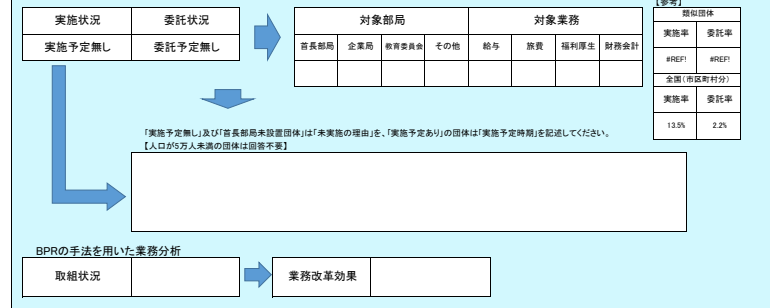 【参考】
実施状況 委託状況
実施予定無し 委託予定無し
対象部局 対象業務
首長部局 企業局 教育委員会 その他 給与 旅費 福利厚生 財務会計
類似団体
実施率 委託率
#REF! #REF!
全国(市区町村分)
実施率 委託率
13.5% 2.2%
「実施予定無し」及び「首長部局未設置団体」は「未実施の理由」を、「実施予定あり」の団体は「実施予定時期」を記述してください。
【人口が5万人未満の団体は回答不要】
BPRの手法を用いた業務分析
取組状況 業務改革効果